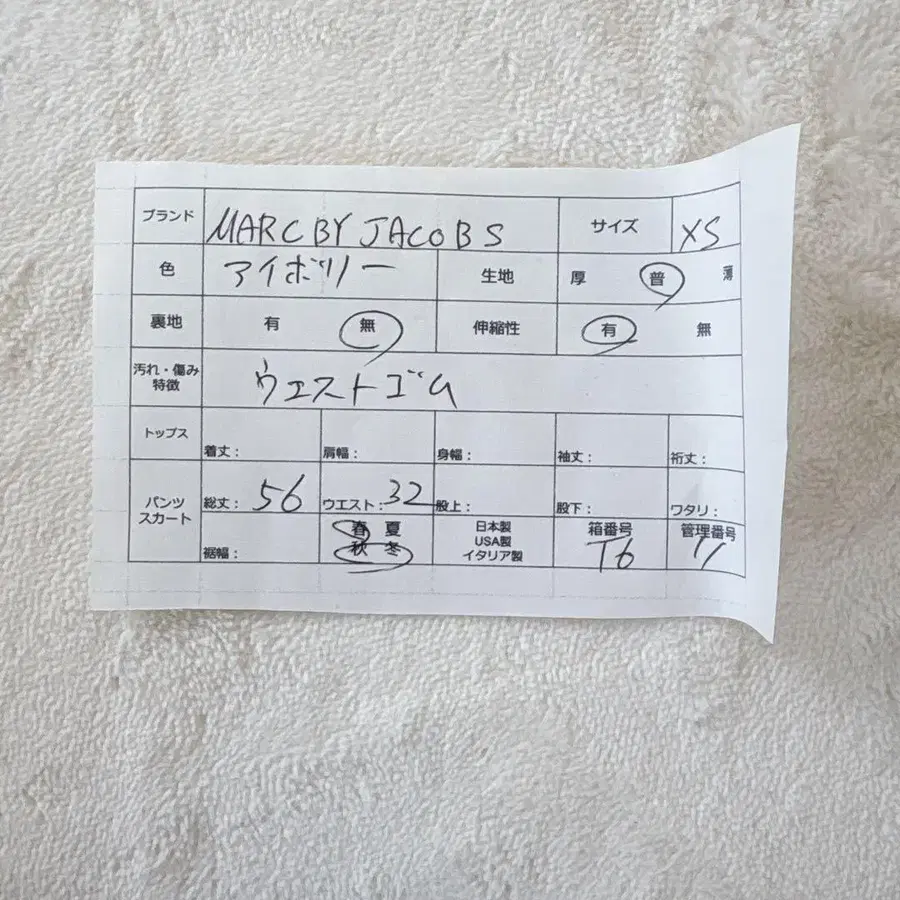 ブランド MARC BY JACOBS サイズ XS
色 アイボリー 生地 厚 普 薄
裏地 有 無 伸縮性 有 無
汚れ・傷み
特徴 ウエストゴム
トップス 着丈: 肩幅: 身幅: 袖丈: 裄丈:
パンツ
スカート 総丈: 56 ウエスト: 32 股上: 股下: ワタリ:
裾幅: 春 夏
秋 冬
日本製
USA製
イタリア製
箱番号
T6
管理番号
11